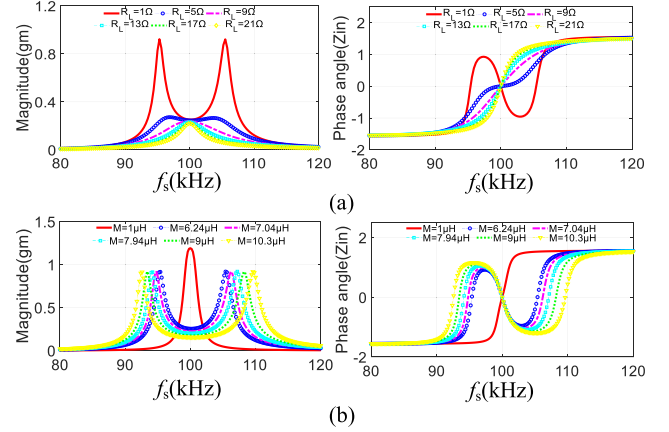 R_L=1Ω R_L=5Ω R_L=9Ω
R_L=13Ω R_L=17Ω R_L=21Ω
Magnitude(gm)
1.2
0.8
0.4
0
80 90 100 110 120
f_s(kHz)
R_L=1Ω R_L=5Ω R_L=9Ω
R_L=13Ω R_L=17Ω R_L=21Ω
Phase angle(Zin)
2
1
0
-1
-2
80 90 100 110 120
f_s(kHz)
(a)
M=1μH M=6.24μH M=7.04μH
M=7.94μH M=9μH M=10.3μH
Magnitude(gm)
1.5
1
0.5
0
80 90 100 110 120
f_s(kHz)
M=1μH M=6.24μH M=7.04μH
M=7.94μH M=9μH M=10.3μH
Phase angle(Zin)
2
0
-2
80 90 100 110 120
f_s(kHz)
(b)